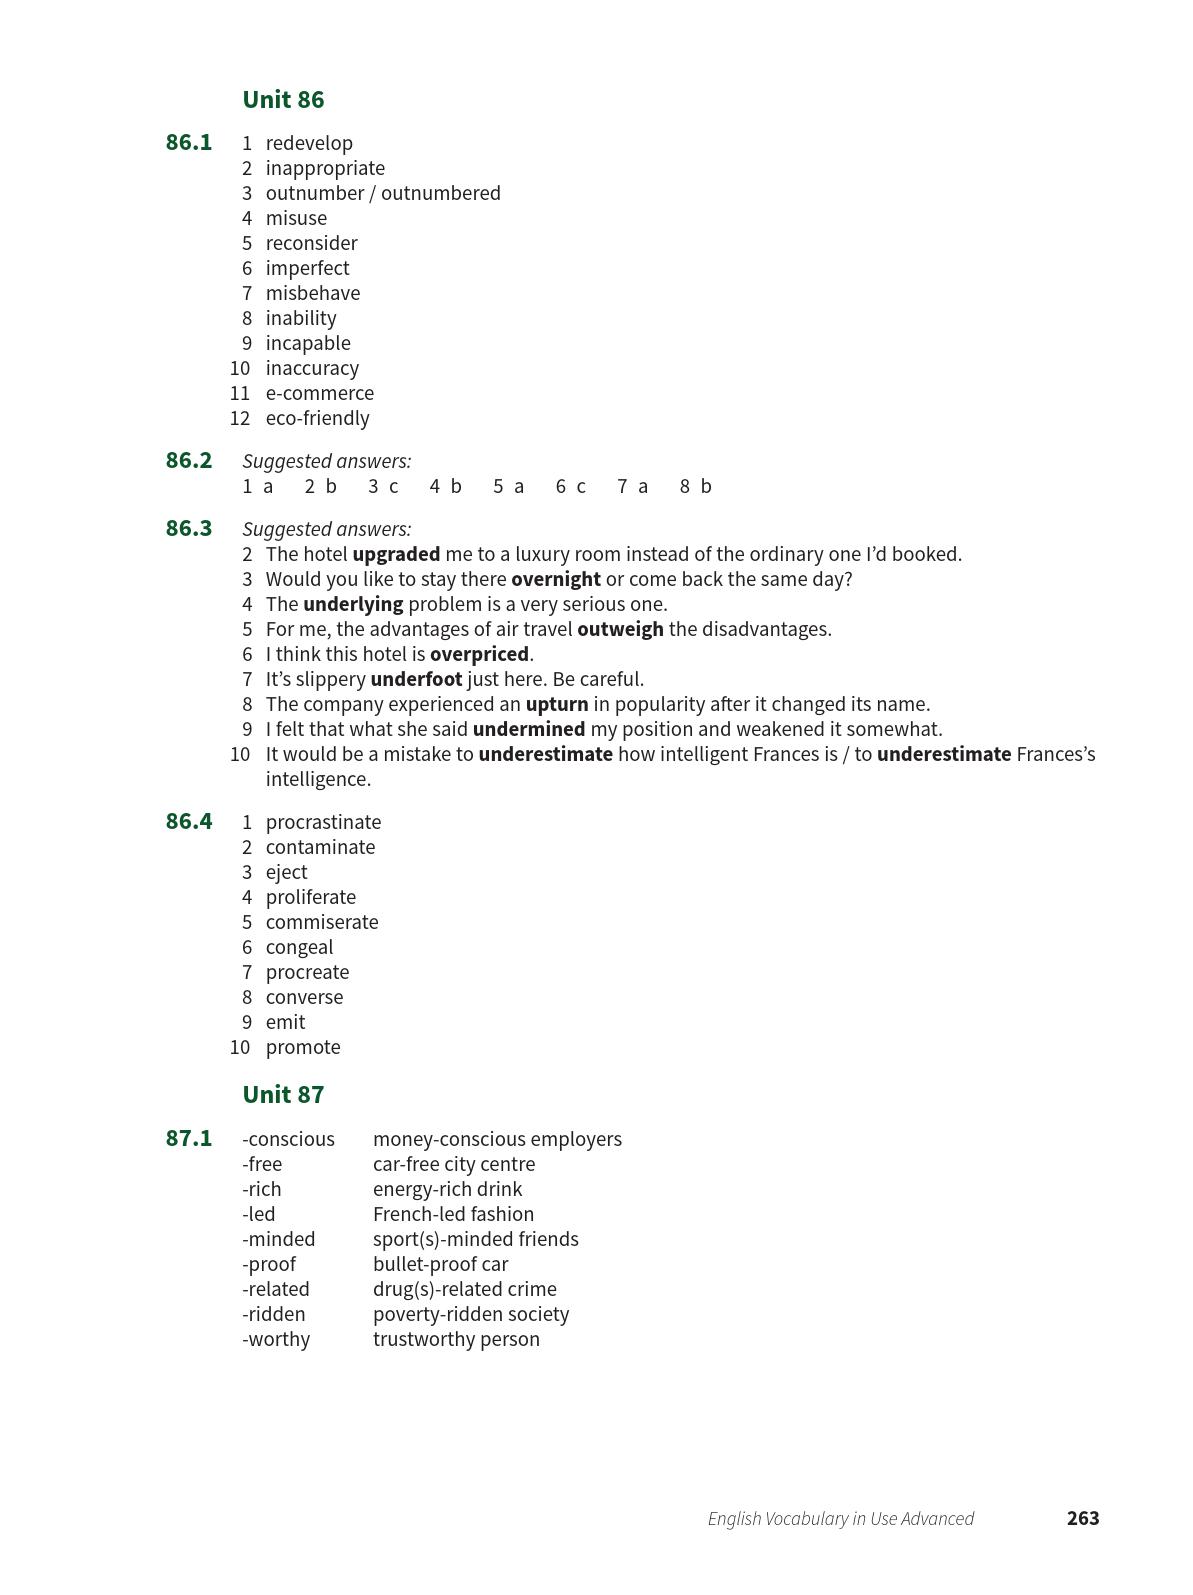 Unit 86
86.1 1 redevelop
2 inappropriate
3 outnumber / outnumbered
4 misuse
5 reconsider
6 imperfect
7 misbehave
8 inability
9 incapable
10 inaccuracy
11 e-commerce
12 eco-friendly
86.2 Suggested answers:
1 a 2 b 3 c 4 b 5 a 6 c 7 a 8 b
86.3 Suggested answers:
2 The hotel upgraded me to a luxury room instead of the ordinary one I’d booked.
3 Would you like to stay there overnight or come back the same day?
4 The underlying problem is a very serious one.
5 For me, the advantages of air travel outweigh the disadvantages.
6 I think this hotel is overpriced.
7 It’s slippery underfoot just here. Be careful.
8 The company experienced an upturn in popularity after it changed its name.
9 I felt that what she said undermined my position and weakened it somewhat.
10 It would be a mistake to underestimate how intelligent Frances is / to underestimate Frances’s
intelligence.
86.4 1 procrastinate
2 contaminate
3 eject
4 proliferate
5 commiserate
6 congeal
7 procreate
8 converse
9 emit
10 promote
Unit 87
87.1 -conscious money-conscious employers
-free car-free city centre
-rich energy-rich drink
-led French-led fashion
-minded sport(s)-minded friends
-proof bullet-proof car
-related drug(s)-related crime
-ridden poverty-ridden society
-worthy trustworthy person
English Vocabulary in Use Advanced 263